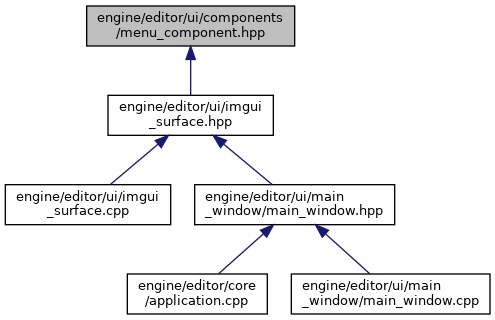 engine/editor/ui/components
/menu_component.hpp
engine/editor/ui/imgui
_surface.hpp
engine/editor/ui/imgui
_surface.cpp
engine/editor/ui/main
_window/main_window.hpp
engine/editor/core
/application.cpp
engine/editor/ui/main
_window/main_window.cpp